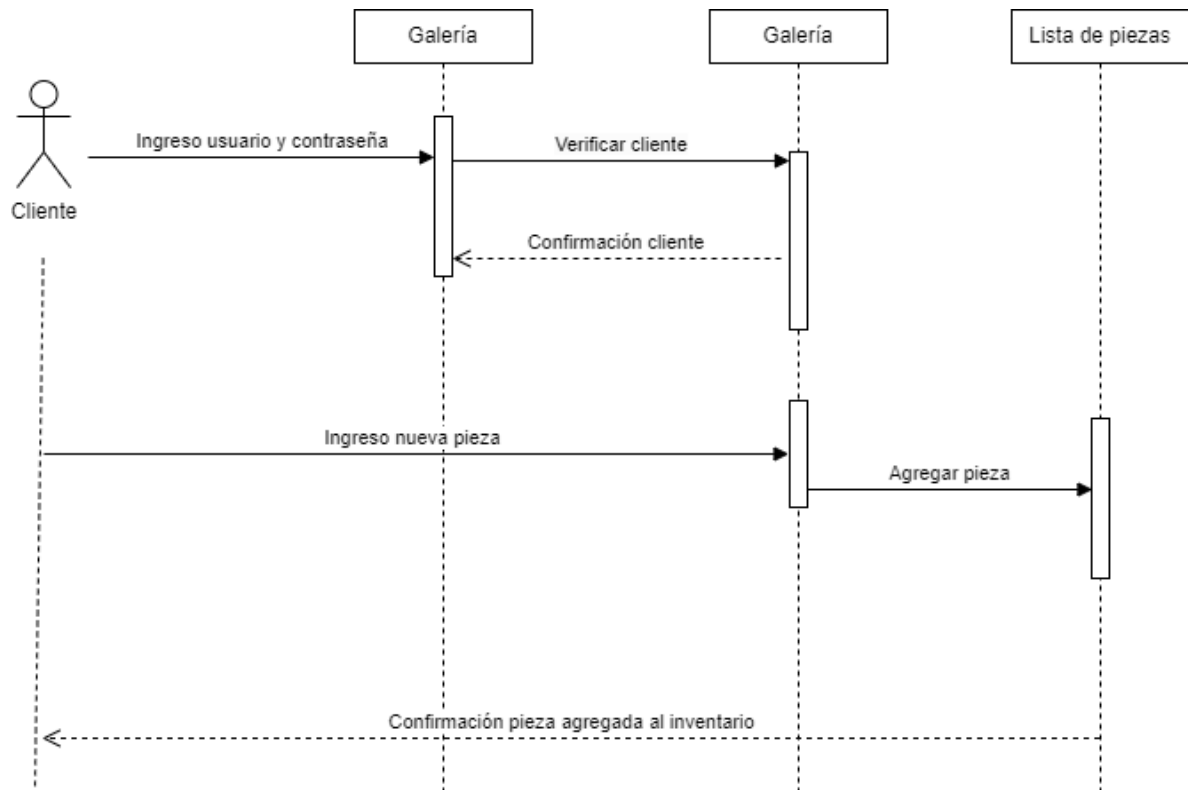 Galería
Galería
Lista de piezas
Ingreso usuario y contraseña
Verificar cliente
Cliente
Confirmación cliente
Ingreso nueva pieza
Agregar pieza
Confirmación pieza agregada al inventario